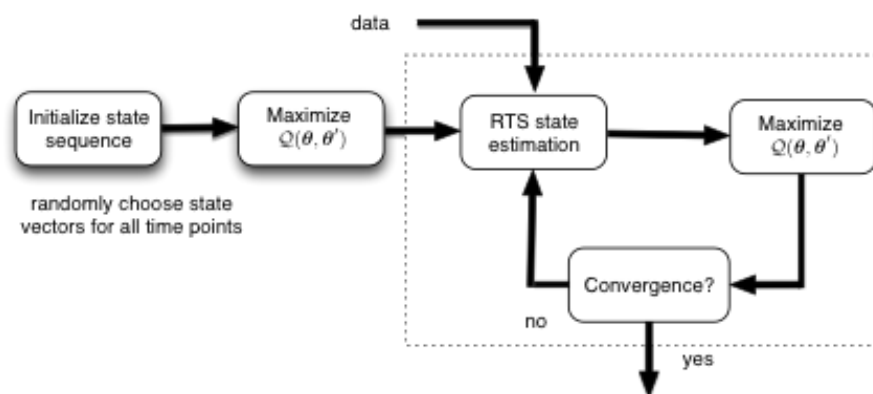 data
Initialize state
sequence
Maximize
Q(θ, θ′)
RTS state
estimation
Maximize
Q(θ, θ′)
randomly choose state
vectors for all time points
Convergence?
no
yes